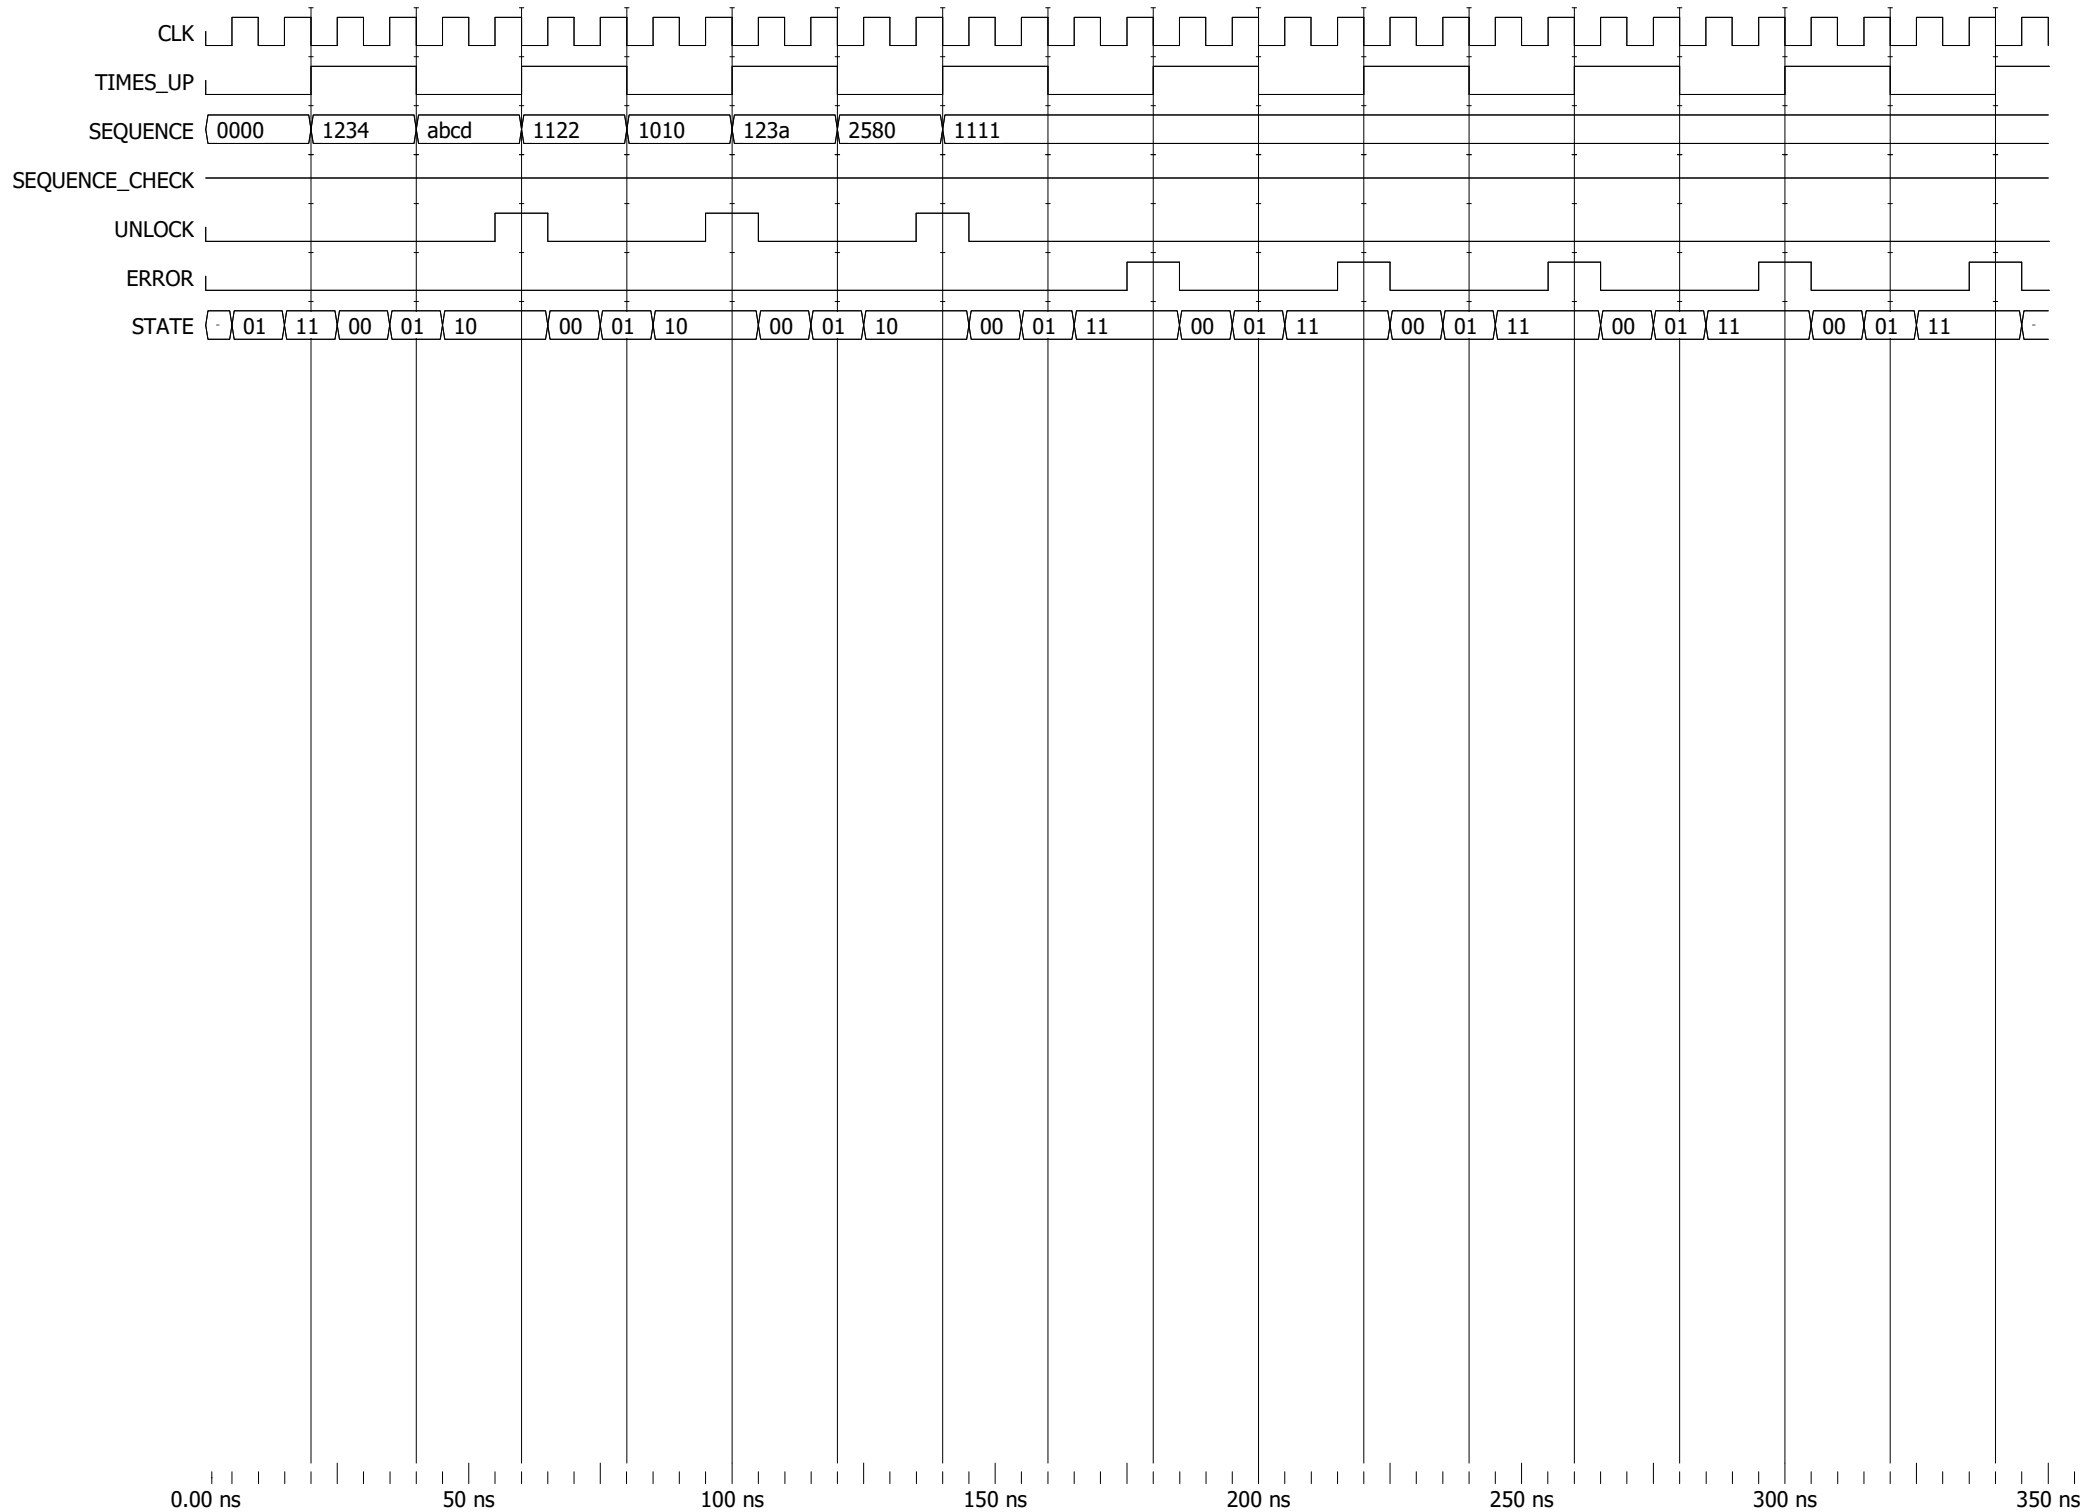 CLK
TIMES_UP
SEQUENCE 0000 1234 abcd 1122 1010 123a 2580 1111
SEQUENCE_CHECK
UNLOCK
ERROR
STATE - 01 11 00 01 10 00 01 10 00 01 10 00 01 11 00 01 11 00 01 11 00 01 11 00 01 11 -
0.00 ns 50 ns 100 ns 150 ns 200 ns 250 ns 300 ns 350 ns